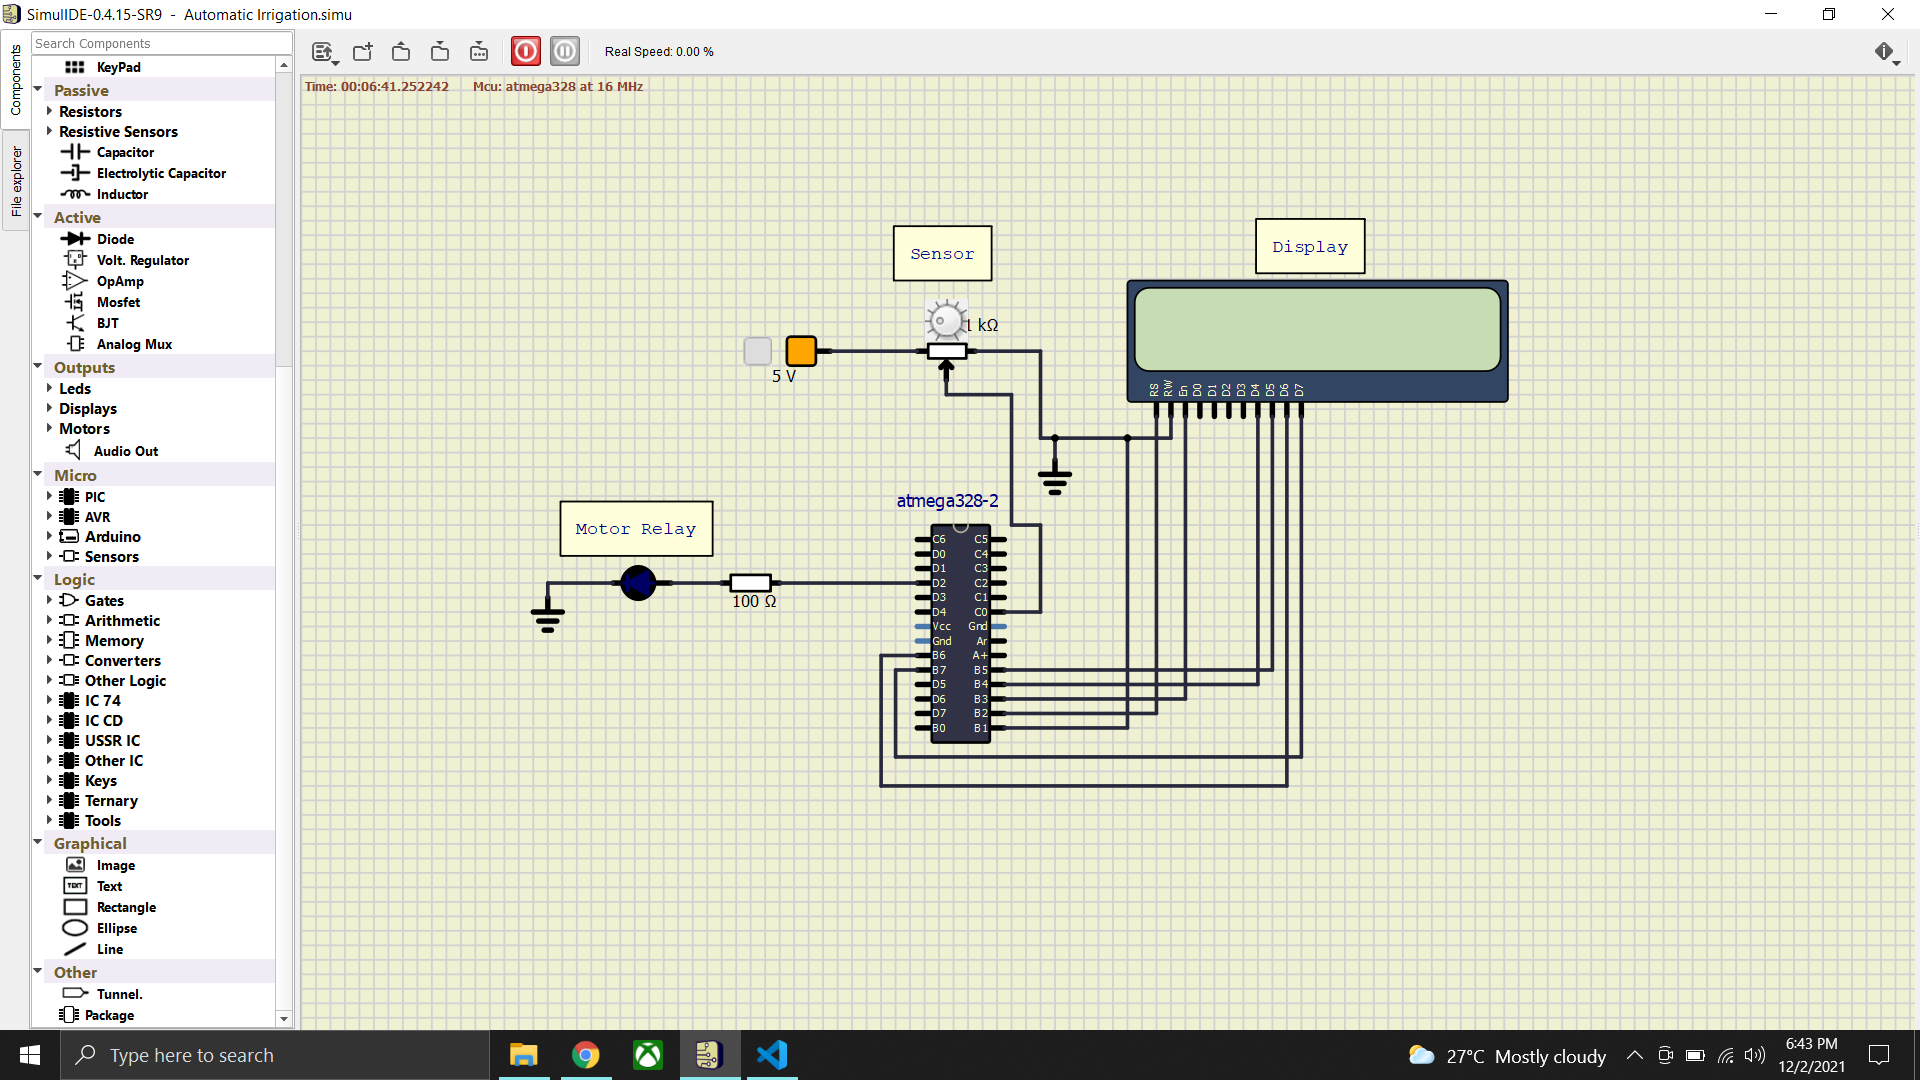 SimulIDE-0.4.15-SR9 - Automatic Irrigation.simu
Components
File explorer
Search Components
KeyPad
Passive
Resistors
Resistive Sensors
Capacitor
Electrolytic Capacitor
Inductor
Active
Diode
Volt. Regulator
OpAmp
Mosfet
BJT
Analog Mux
Outputs
Leds
Displays
Motors
Audio Out
Micro
PIC
AVR
Arduino
Sensors
Logic
Gates
Arithmetic
Memory
Converters
Other Logic
IC 74
IC CD
USSR IC
Other IC
Keys
Ternary
Tools
Graphical
Image
TEXT Text
Rectangle
Ellipse
Line
Other
Tunnel.
Package
Real Speed: 0.00 %
Time: 00:06:41.252242 Mcu: atmega328 at 16 MHz
Sensor
Display
1 kΩ
5 V
RS RW En D0 D1 D2 D3 D4 D5 D6 D7
atmega328-2
Motor Relay
100 Ω
C6 C5
D0 C4
D1 C3
D2 C2
D3 C1
D4 C0
Vcc Gnd
Gnd Ar
B6 A+
B7 B5
D5 B4
D6 B3
D7 B2
B0 B1
Type here to search
27°C Mostly cloudy
6:43 PM
12/2/2021